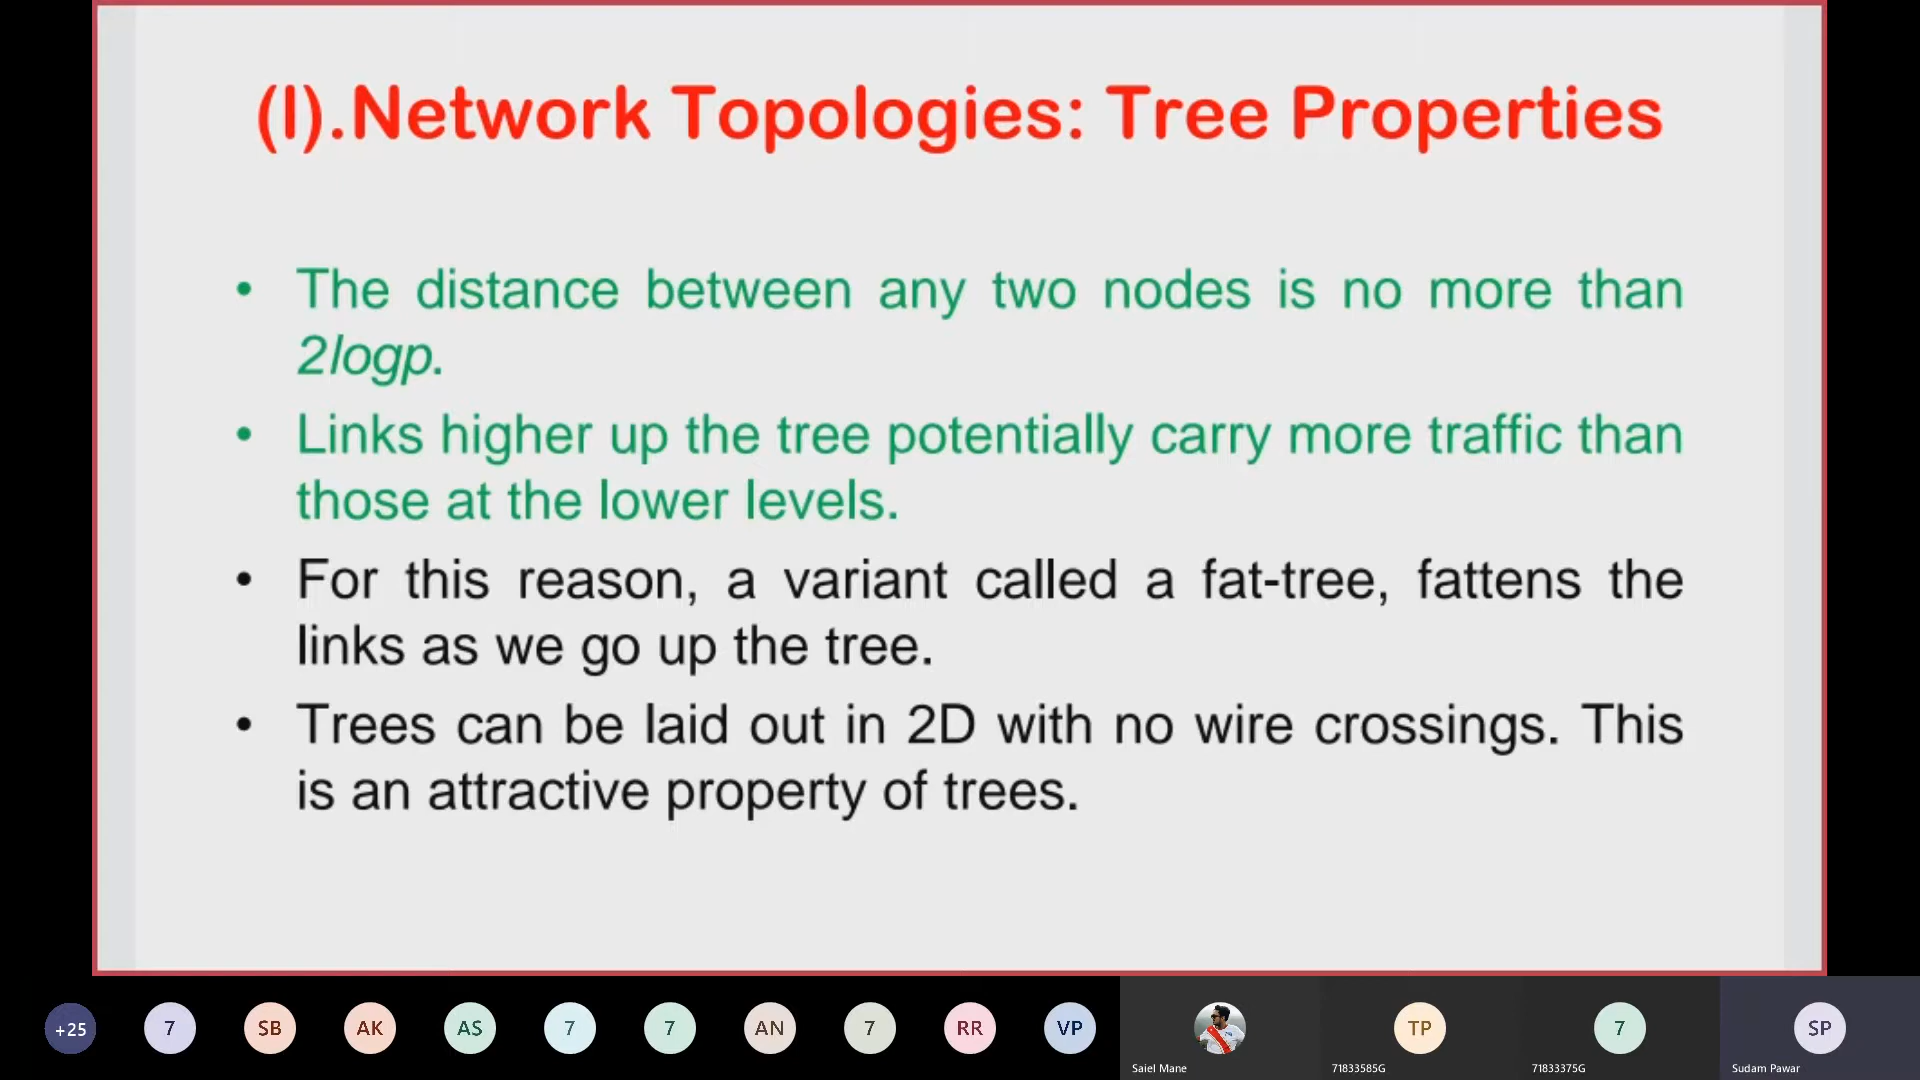 (I).Network Topologies: Tree Properties
• The distance between any two nodes is no more than
2logp.
• Links higher up the tree potentially carry more traffic than
those at the lower levels.
• For this reason, a variant called a fat-tree, fattens the
links as we go up the tree.
• Trees can be laid out in 2D with no wire crossings. This
is an attractive property of trees.
+25 7 SB AK AS 7 7 AN 7 RR VP TP 7 SP
Saiel Mane 71833585G 71833375G Sudam Pawar